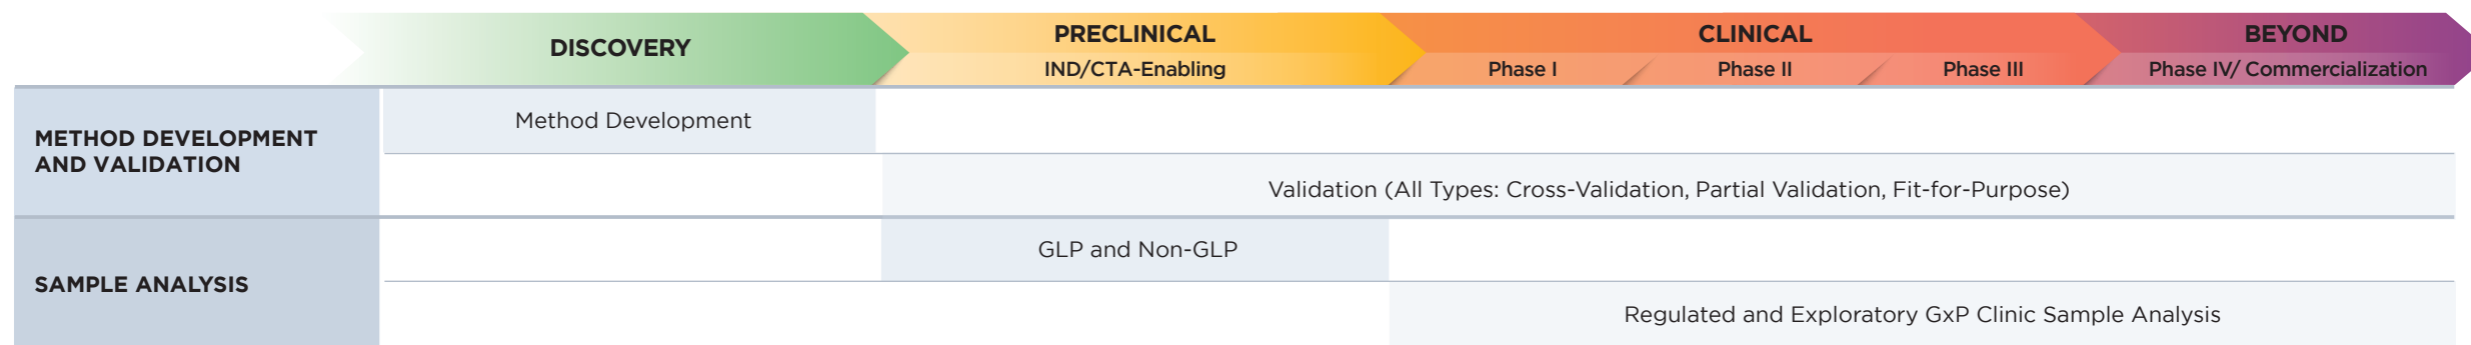 DISCOVERY
PRECLINICAL
IND/CTA-Enabling
CLINICAL
Phase I
Phase II
Phase III
BEYOND
Phase IV/ Commercialization
METHOD DEVELOPMENT
AND VALIDATION
Method Development
Validation (All Types: Cross-Validation, Partial Validation, Fit-for-Purpose)
SAMPLE ANALYSIS
GLP and Non-GLP
Regulated and Exploratory GxP Clinic Sample Analysis